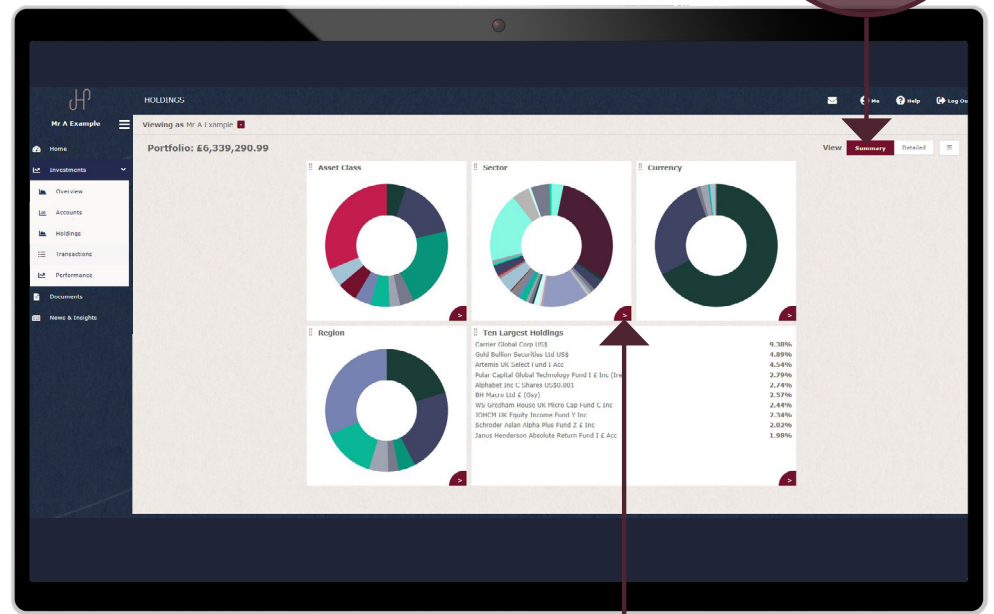 HOLDINGS
Me
Help
Log Ou
Mr A Example
Viewing as Mr A Example
Home
Portfolio: £6,339,290.99
View
Summary
Detailed
Investments
Overview
Accounts
Holdings
Transactions
Performance
Documents
News & Insights
Asset Class
Sector
Currency
>
>
>
Region
Ten Largest Holdings
Carrier Global Corp US$ 9.30%
Gold Bullion Securities Ltd US$ 4.89%
Artemis UK Select Fund I Acc 4.54%
Polar Capital Global Technology Fund I £ Inc (Ire 2.79%
Alphabet Inc C Shares US$0.001 2.74%
BH Macro Ltd £ (Gsy) 2.57%
WS Gresham House UK Micro Cap Fund C Inc 2.44%
JOHCM UK Equity Income Fund Y Inc 2.34%
Schroder Asian Alpha Plus Fund Z £ Inc 2.02%
Janus Henderson Absolute Return Fund I £ Acc 1.98%
>
>